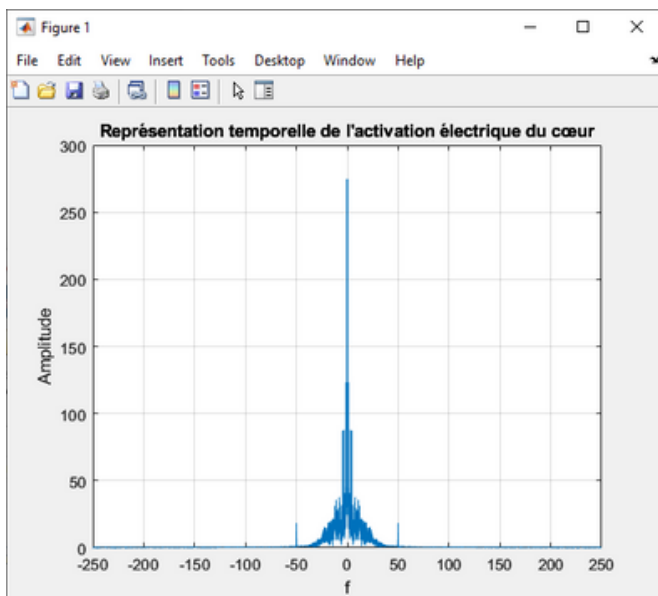 Figure 1
File Edit View Insert Tools Desktop Window Help
Représentation temporelle de l'activation électrique du cœur
300
250
200
150
100
50
0
Amplitude
-250 -200 -150 -100 -50 0 50 100 150 200 250
f